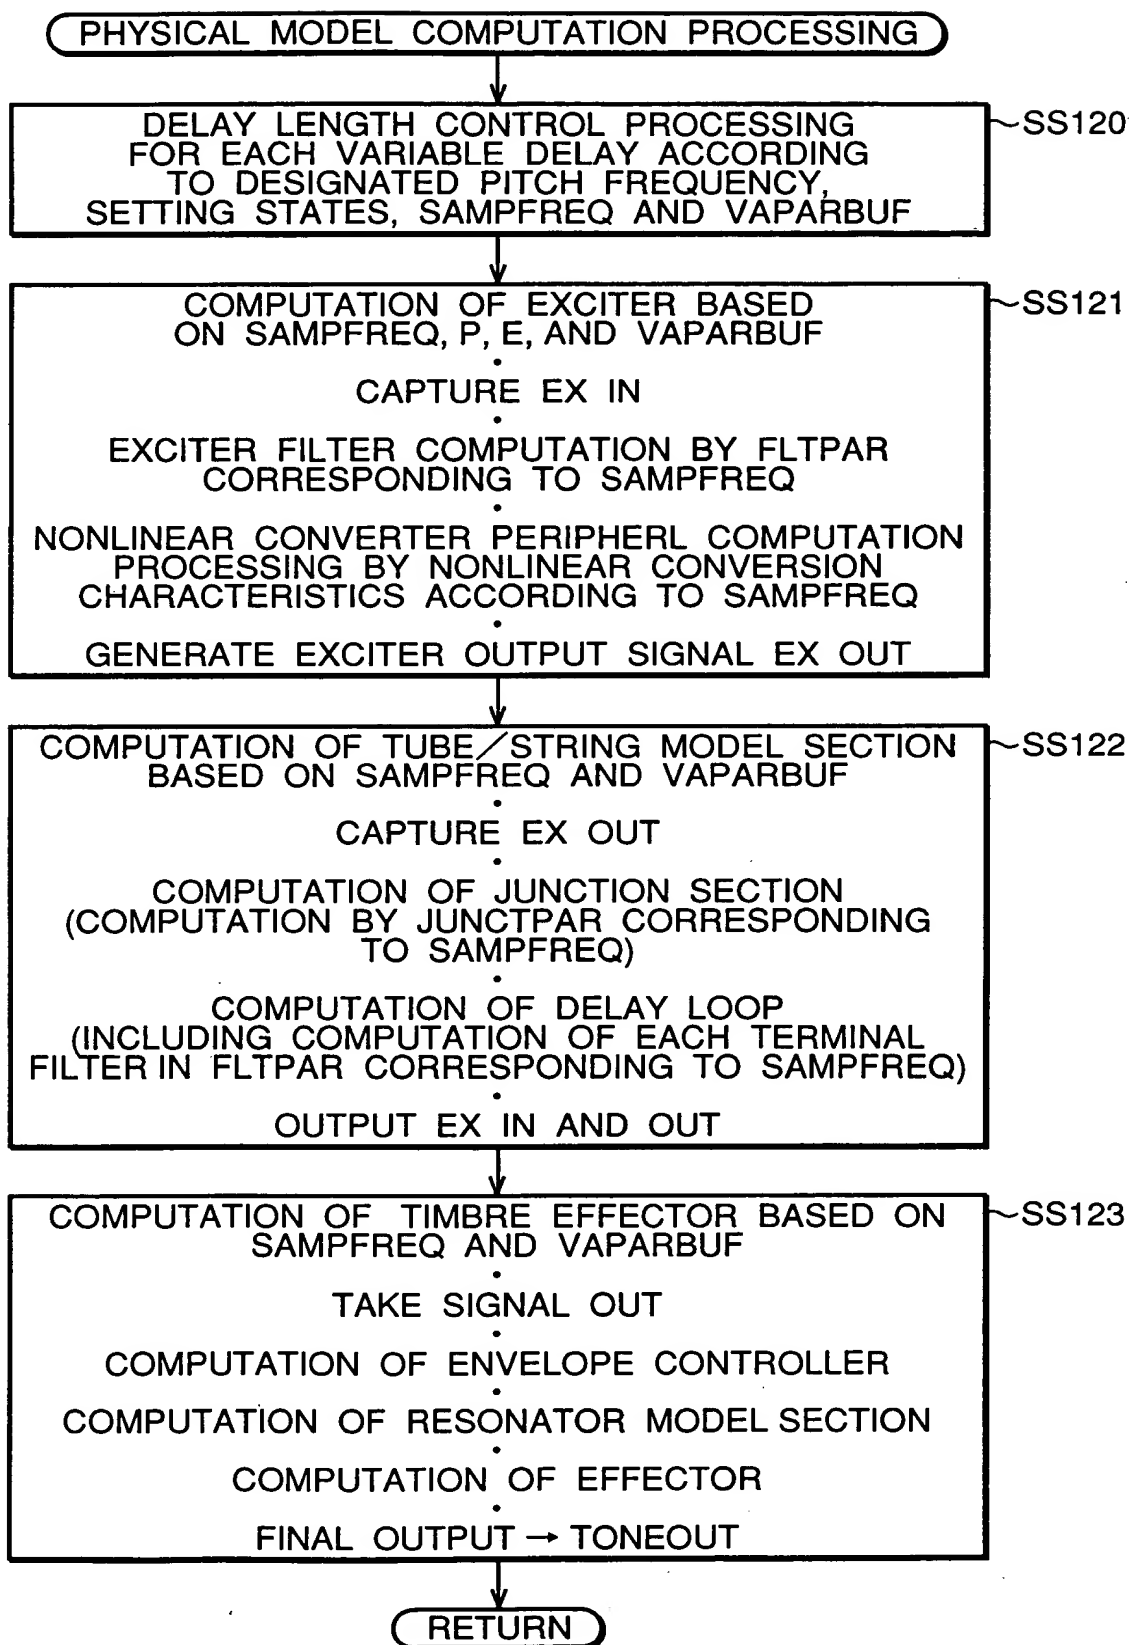 PHYSICAL MODEL COMPUTATION PROCESSING
DELAY LENGTH CONTROL PROCESSING
FOR EACH VARIABLE DELAY ACCORDING
TO DESIGNATED PITCH FREQUENCY,
SETTING STATES, SAMPFREQ AND VAPARBUF
SS120
COMPUTATION OF EXCITER BASED
ON SAMPFREQ, P, E, AND VAPARBUF
SS121
CAPTURE EX IN
EXCITER FILTER COMPUTATION BY FLTPAR
CORRESPONDING TO SAMPFREQ
NONLINEAR CONVERTER PERIPHERL COMPUTATION
PROCESSING BY NONLINEAR CONVERSION
CHARACTERISTICS ACCORDING TO SAMPFREQ
GENERATE EXCITER OUTPUT SIGNAL EX OUT
COMPUTATION OF TUBE/STRING MODEL SECTION
BASED ON SAMPFREQ AND VAPARBUF
SS122
CAPTURE EX OUT
COMPUTATION OF JUNCTION SECTION
(COMPUTATION BY JUNCTPAR CORRESPONDING
TO SAMPFREQ)
COMPUTATION OF DELAY LOOP
(INCLUDING COMPUTATION OF EACH TERMINAL
FILTER IN FLTPAR CORRESPONDING TO SAMPFREQ)
OUTPUT EX IN AND OUT
COMPUTATION OF TIMBRE EFFECTOR BASED ON
SAMPFREQ AND VAPARBUF
SS123
TAKE SIGNAL OUT
COMPUTATION OF ENVELOPE CONTROLLER
COMPUTATION OF RESONATOR MODEL SECTION
COMPUTATION OF EFFECTOR
FINAL OUTPUT → TONEOUT
RETURN